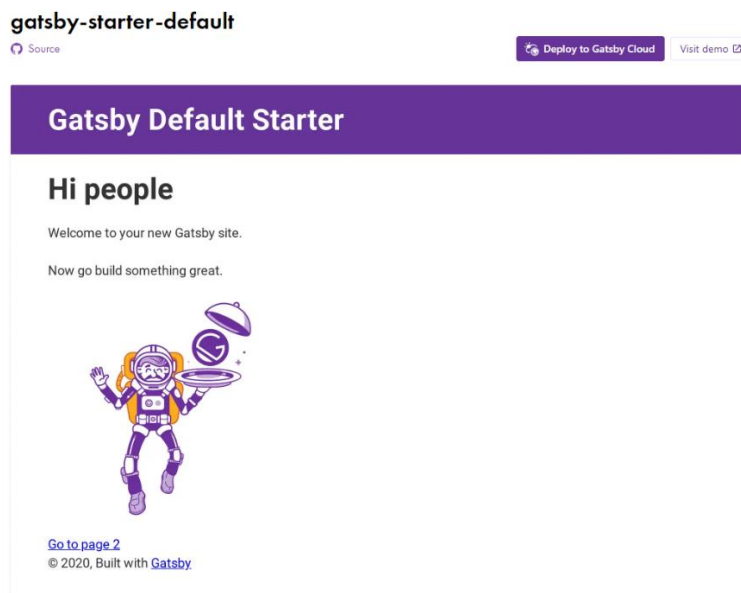 gatsby-starter-default
Source
Deploy to Gatsby Cloud
Visit demo
Gatsby Default Starter
Hi people
Welcome to your new Gatsby site.
Now go build something great.
Go to page 2
© 2020, Built with Gatsby